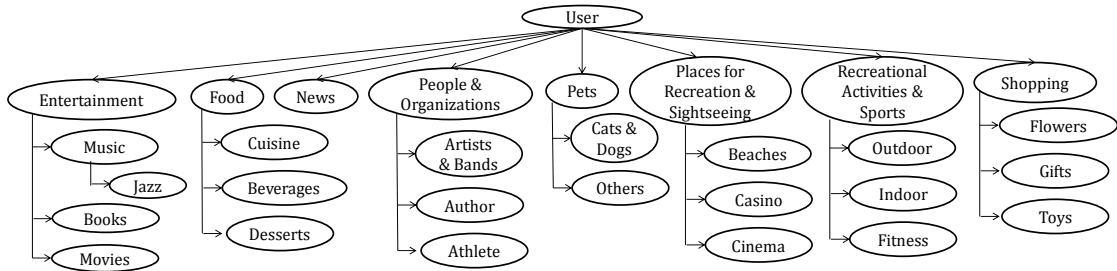 User
Entertainment
Music
Jazz
Books
Movies
Food
Cuisine
Beverages
Desserts
News
People &
Organizations
Artists
& Bands
Author
Athlete
Pets
Cats &
Dogs
Others
Places for
Recreation &
Sightseeing
Beaches
Casino
Cinema
Recreational
Activities &
Sports
Outdoor
Indoor
Fitness
Shopping
Flowers
Gifts
Toys